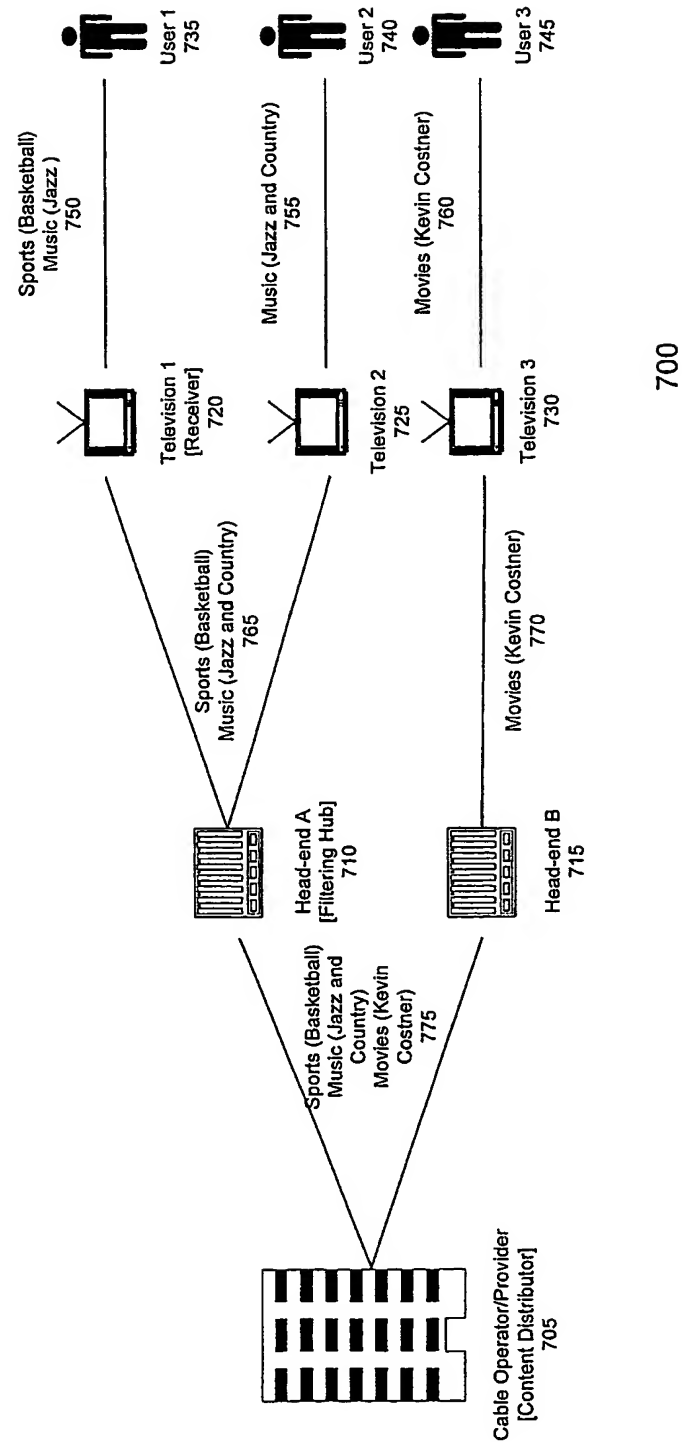 Cable Operator/Provider
[Content Distributor]
705
Sports (Basketball)
Music (Jazz and
Country)
Movies (Kevin
Costner)
775
Head-end A
[Filtering Hub]
710
Head-end B
715
Sports (Basketball)
Music (Jazz and Country)
765
Movies (Kevin Costner)
770
Television 1
[Receiver]
720
Television 2
725
Television 3
730
Sports (Basketball)
Music (Jazz )
750
Music (Jazz and Country)
755
Movies (Kevin Costner)
760
User 1
735
User 2
740
User 3
745
700